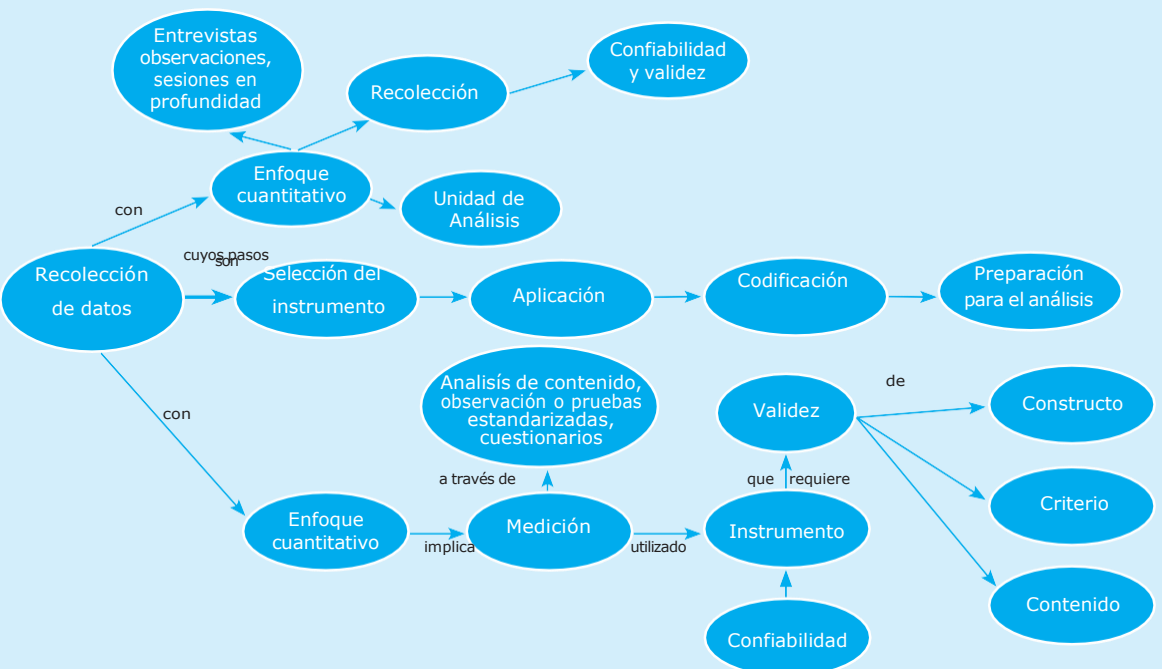 Entrevistas
observaciones,
sesiones en
profundidad
Recolección
Confiabilidad
y validez
Enfoque
cuantitativo
Unidad de
Análisis
con
Recolección
de datos
cuyos pasos
son
Selección del
instrumento
Aplicación
Codificación
Preparación
para el análisis
con
Analisís de contenido,
observación o pruebas
estandarizadas,
cuestionarios
a través de
Enfoque
cuantitativo
implica
Medición
utilizado
Instrumento
que requiere
Validez
de
Constructo
Criterio
Contenido
Confiabilidad